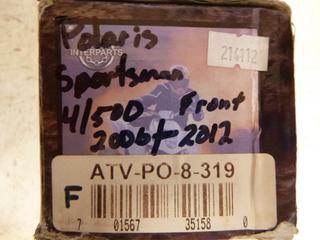 Polaris
INTERPARTS
214112
Sportsman
4/500 Front
2006+2012
ATV-PO-8-319
F
7 01567 35158 0